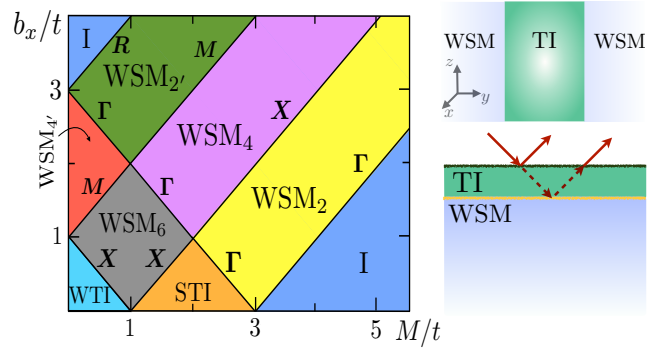 b_x/t
I
R
M
WSM_2'
3
Γ
WSM_4'
WSM_4
X
M
Γ
Γ
WSM_6
WSM_2
1
X
X
Γ
I
WTI
STI
1
3
5
M/t
WSM
TI
WSM
z
y
x
TI
WSM